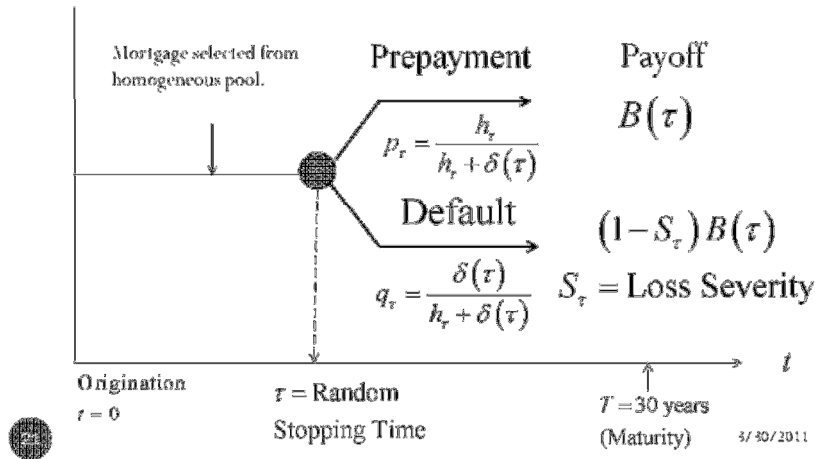 Mortgage selected from
homogeneous pool.
Prepayment
Payoff
B(τ)
p_τ = h_τ / (h_τ + δ(τ))
Default
(1−S_τ)B(τ)
q_τ = δ(τ) / (h_τ + δ(τ))
S_τ = Loss Severity
t
Origination
t = 0
τ = Random
Stopping Time
T = 30 years
(Maturity)
3/30/2011